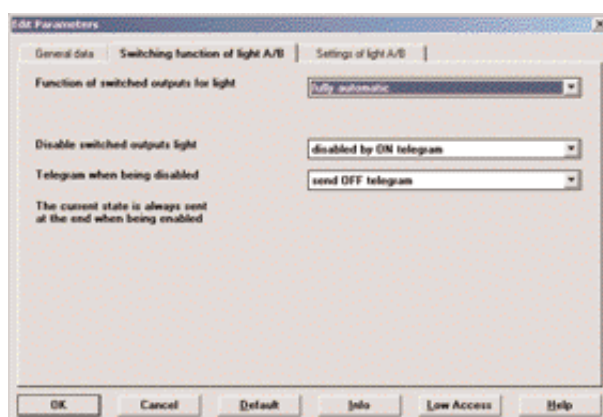 Edit Parameters
General data
Switching function of light A/B
Settings of light A/B
Function of switched outputs for light
fully automatic
Disable switched outputs light
disabled by ON telegram
Telegram when being disabled
send OFF telegram
The current state is always sent
at the end when being enabled
OK
Cancel
Default
Info
Low Access
Help